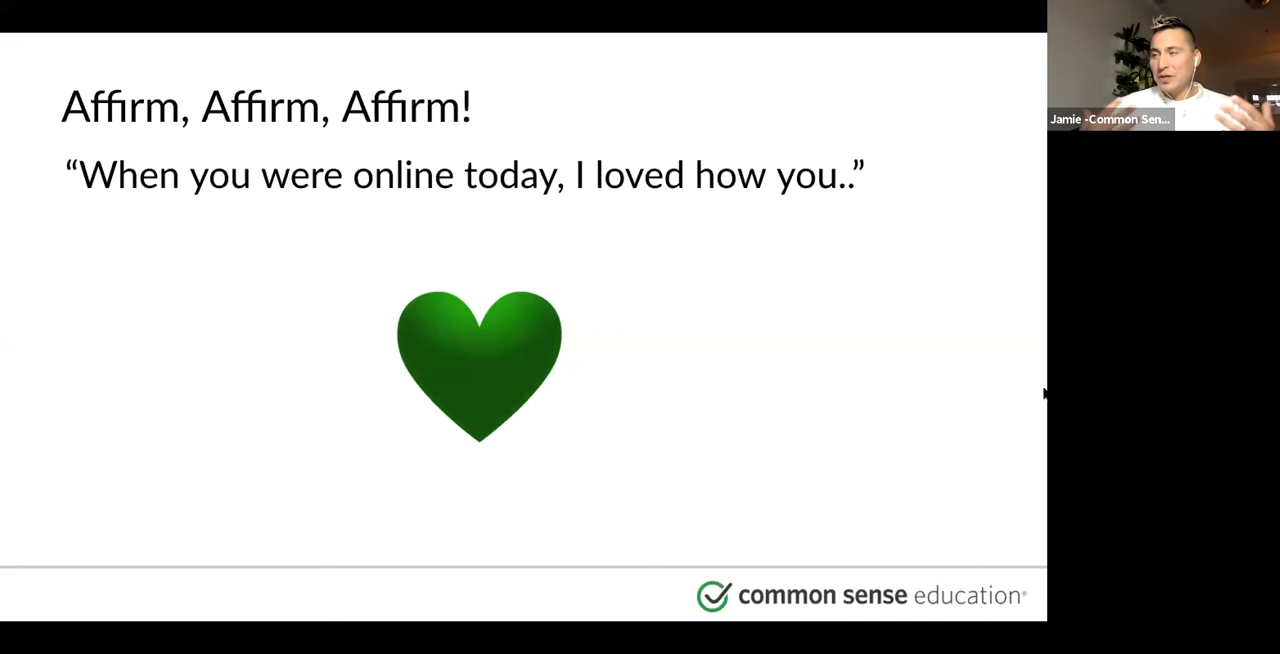 Affirm, Affirm, Affirm!
“When you were online today, I loved how you..”
common sense education®
Jamie -Common Sen...